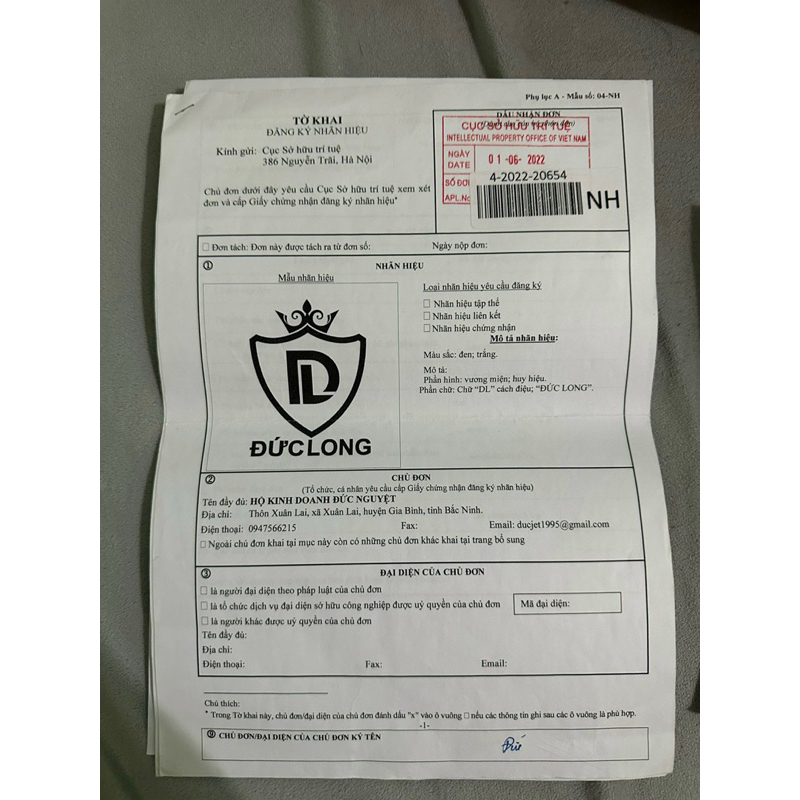 Phụ lục A - Mẫu số: 04-NH
TỜ KHAI
ĐĂNG KÝ NHÃN HIỆU
Kính gửi: Cục Sở hữu trí tuệ
386 Nguyễn Trãi, Hà Nội
Chủ đơn dưới đây yêu cầu Cục Sở hữu trí tuệ xem xét
đơn và cấp Giấy chứng nhận đăng ký nhãn hiệu*
DẤU NHẬN ĐƠN
CỤC SỞ HỮU TRÍ TUỆ
INTELLECTUAL PROPERTY OFFICE OF VIET NAM
NGÀY
DATE
01-06-2022
SỐ ĐƠ
APL.No
4-2022-20654
NH
☐ Đơn tách: Đơn này được tách ra từ đơn số: Ngày nộp đơn:
① NHÃN HIỆU
Mẫu nhãn hiệu
DL
ĐỨC LONG
Loại nhãn hiệu yêu cầu đăng ký
☐ Nhãn hiệu tập thể
☐ Nhãn hiệu liên kết
☐ Nhãn hiệu chứng nhận
Mô tả nhãn hiệu:
Màu sắc: đen; trắng.
Mô tả:
Phần hình: vương miện; huy hiệu.
Phần chữ: Chữ “DL” cách điệu; “ĐỨC LONG”.
② CHỦ ĐƠN
(Tổ chức, cá nhân yêu cầu cấp Giấy chứng nhận đăng ký nhãn hiệu)
Tên đầy đủ: HỘ KINH DOANH ĐỨC NGUYỆT
Địa chỉ: Thôn Xuân Lai, xã Xuân Lai, huyện Gia Bình, tỉnh Bắc Ninh.
Điện thoại: 0947566215 Fax: Email: ducjet1995@gmail.com
☐ Ngoài chủ đơn khai tại mục này còn có những chủ đơn khác khai tại trang bổ sung
③ ĐẠI DIỆN CỦA CHỦ ĐƠN
☐ là người đại diện theo pháp luật của chủ đơn
☐ là tổ chức dịch vụ đại diện sở hữu công nghiệp được uỷ quyền của chủ đơn Mã đại diện:
☐ là người khác được uỷ quyền của chủ đơn
Tên đầy đủ:
Địa chỉ:
Điện thoại: Fax: Email:
Chú thích:
* Trong Tờ khai này, chủ đơn/đại diện của chủ đơn đánh dấu "x" vào ô vuông ☐ nếu các thông tin ghi sau các ô vuông là phù hợp.
-1-
CHỦ ĐƠN/ĐẠI DIỆN CỦA CHỦ ĐƠN KÝ TÊN